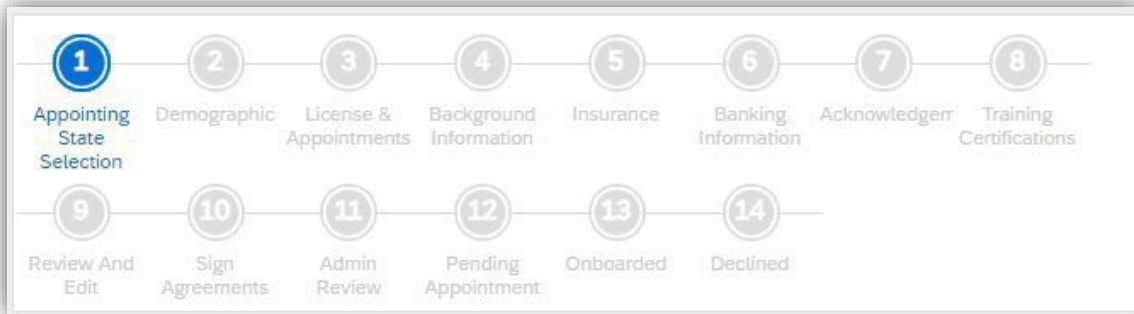 1
Appointing
State
Selection
2
Demographic
3
License &
Appointments
4
Background
Information
5
Insurance
6
Banking
Information
7
Acknowledgerr
8
Training
Certifications
9
Review And
Edit
10
Sign
Agreements
11
Admin
Review
12
Pending
Appointment
13
Onboarded
14
Declined